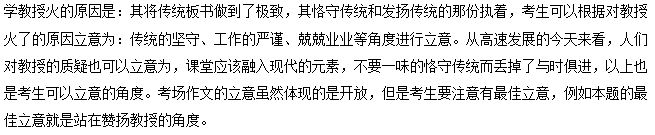 学教授火的原因是：其将传统板书做到了极致，其恪守传统和发扬传统的那份执着，考生可以根据对教授
火了的原因立意为：传统的坚守、工作的严谨、兢兢业业等角度进行立意。从高速发展的今天来看，人们
对教授的质疑也可以立意为，课堂应该融入现代的元素，不要一味的恪守传统而丢掉了与时俱进，以上也
是考生可以立意的角度。考场作文的立意虽然体现的是开放，但是考生要注意有最佳立意，例如本题的最
佳立意就是站在赞扬教授的角度。